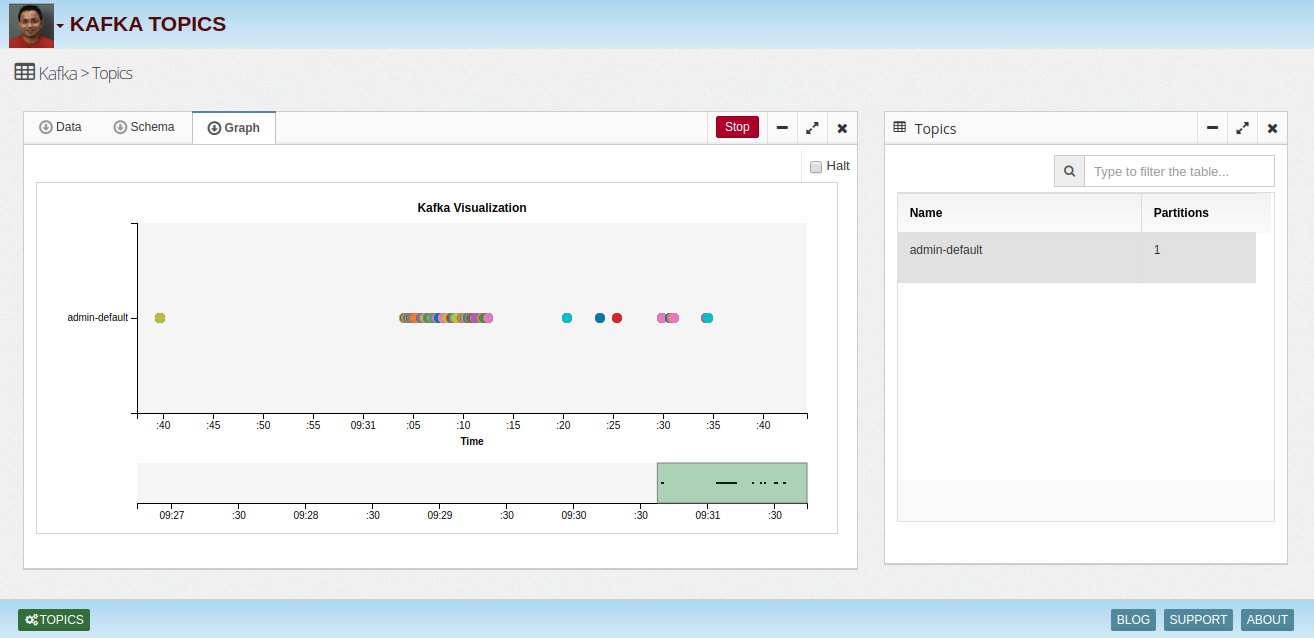 KAFKA TOPICS
Kafka > Topics
Data Schema Graph Stop
Halt
Kafka Visualization
admin-default
:40 :45 :50 :55 09:31 :05 :10 :15 :20 :25 :30 :35 :40
Time
09:27 :30 09:28 :30 09:29 :30 09:30 :30 09:31 :30
Topics
Type to filter the table...
Name Partitions
admin-default 1
TOPICS BLOG SUPPORT ABOUT